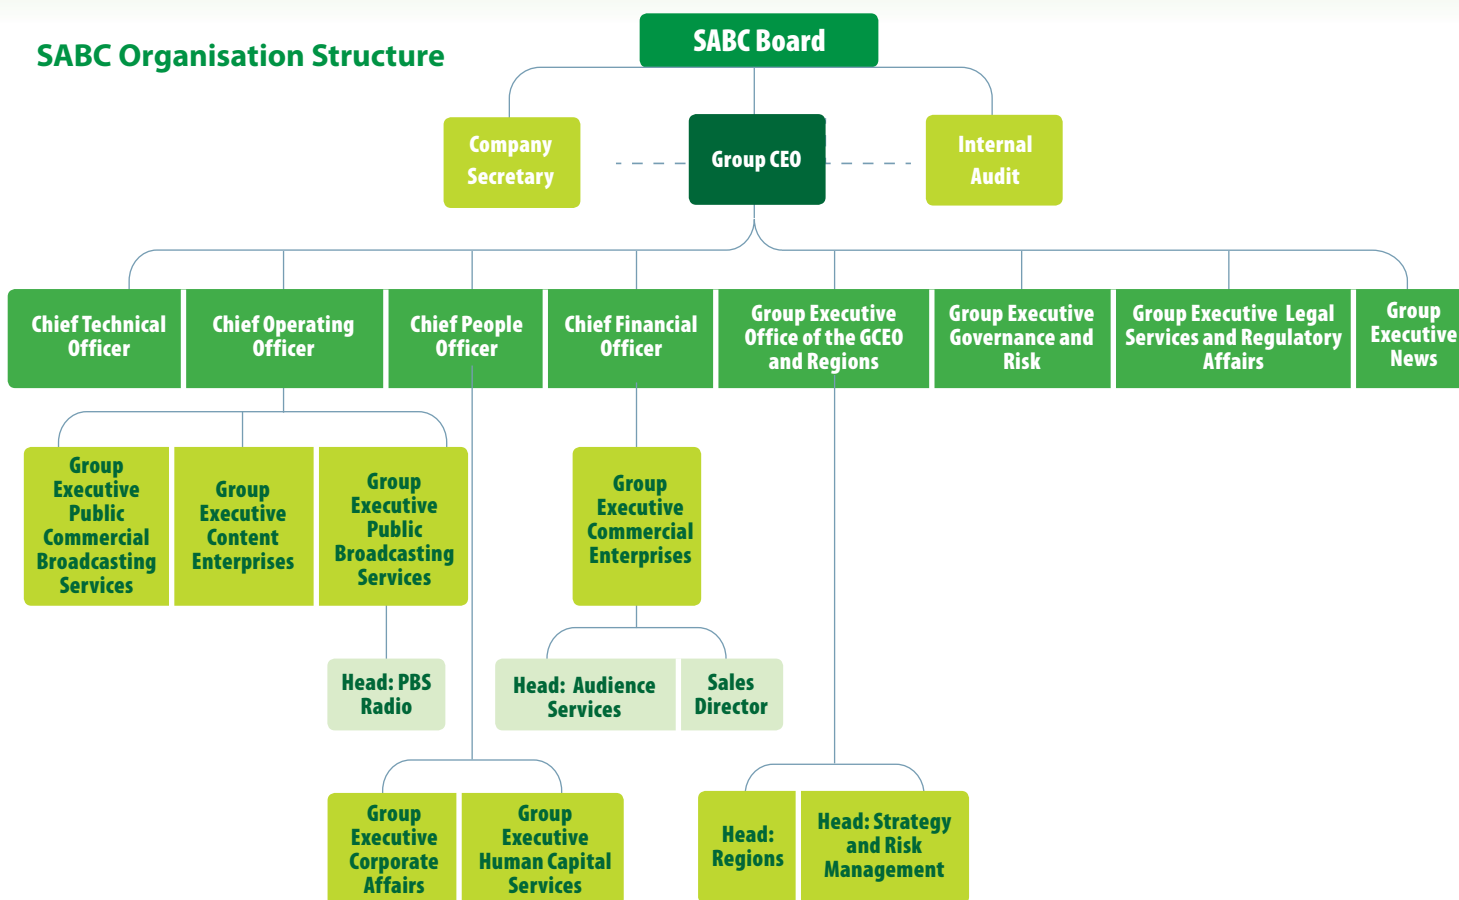 SABC Organisation Structure
SABC Board
Company
Secretary
Group CEO
Internal
Audit
Chief Technical
Officer
Chief Operating
Officer
Chief People
Officer
Chief Financial
Officer
Group Executive
Office of the GCEO
and Regions
Group Executive
Governance and
Risk
Group Executive Legal
Services and Regulatory
Affairs
Group
Executive
News
Group
Executive
Public
Commercial
Broadcasting
Services
Group
Executive
Content
Enterprises
Group
Executive
Public
Broadcasting
Services
Group
Executive
Commercial
Enterprises
Head: PBS
Radio
Head: Audience
Services
Sales
Director
Group
Executive
Corporate
Affairs
Group
Executive
Human Capital
Services
Head:
Regions
Head: Strategy
and Risk
Management